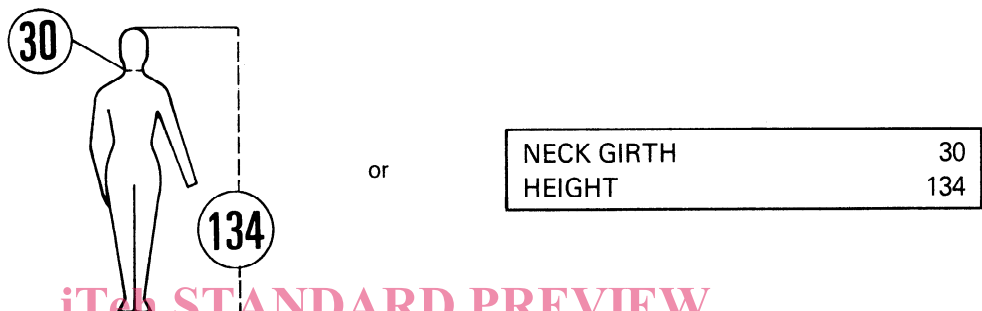 30
134
or
NECK GIRTH 30
HEIGHT 134
iTeh STANDARD PREVIEW